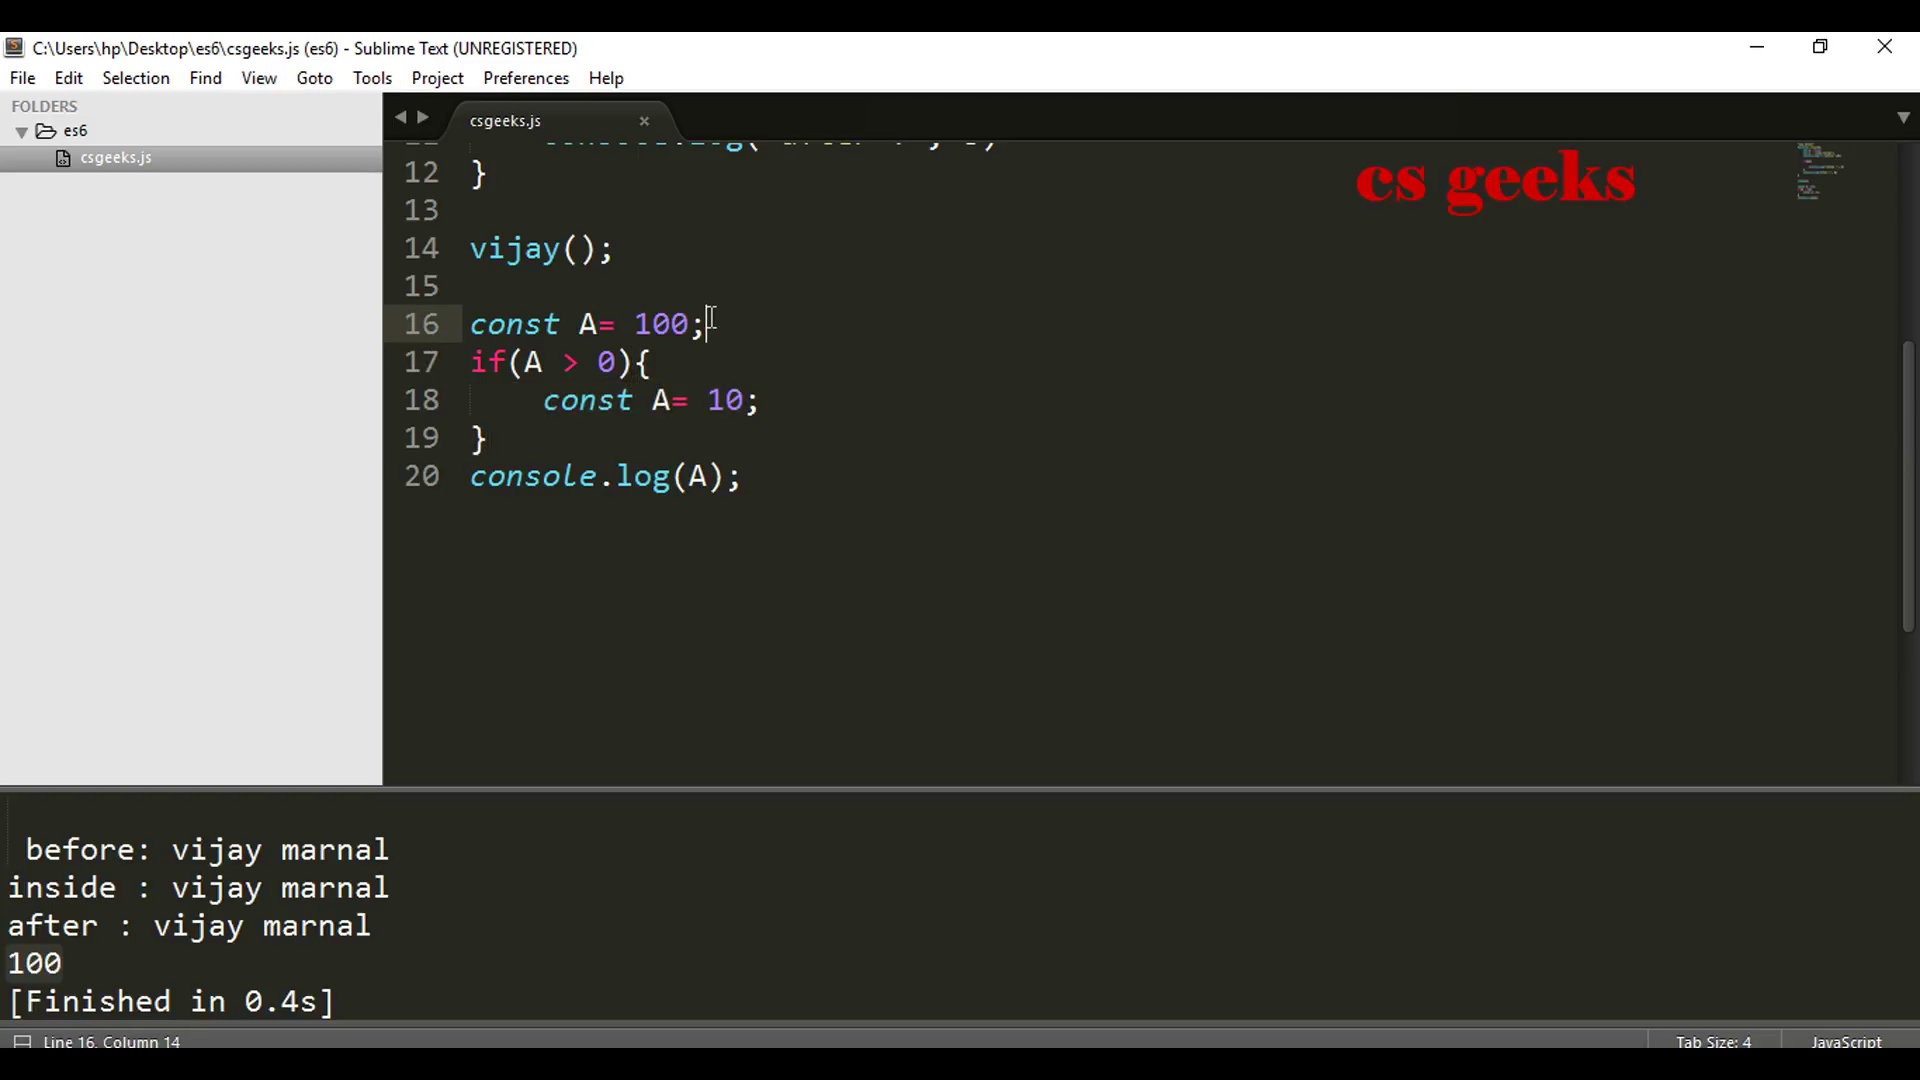 C:\Users\hp\Desktop\es6\csgeeks.js (es6) - Sublime Text (UNREGISTERED)
File Edit Selection Find View Goto Tools Project Preferences Help
FOLDERS
es6
csgeeks.js
csgeeks.js
cs geeks
12 }
13
14 vijay();
15
16 const A= 100;
17 if(A > 0){
18 const A= 10;
19 }
20 console.log(A);
before: vijay marnal
inside : vijay marnal
after : vijay marnal
100
[Finished in 0.4s]
Line 16, Column 14
Tab Size: 4
JavaScript